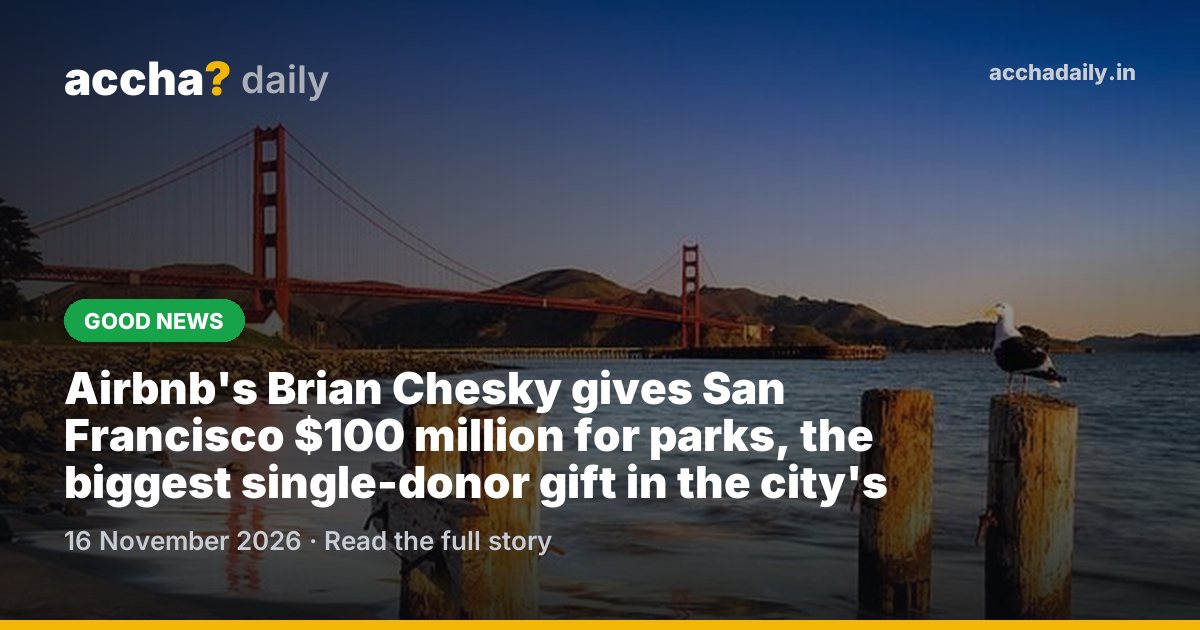 accha? daily
acchadaily.in
GOOD NEWS
Airbnb's Brian Chesky gives San
Francisco $100 million for parks, the
biggest single-donor gift in the city's
16 November 2026 · Read the full story